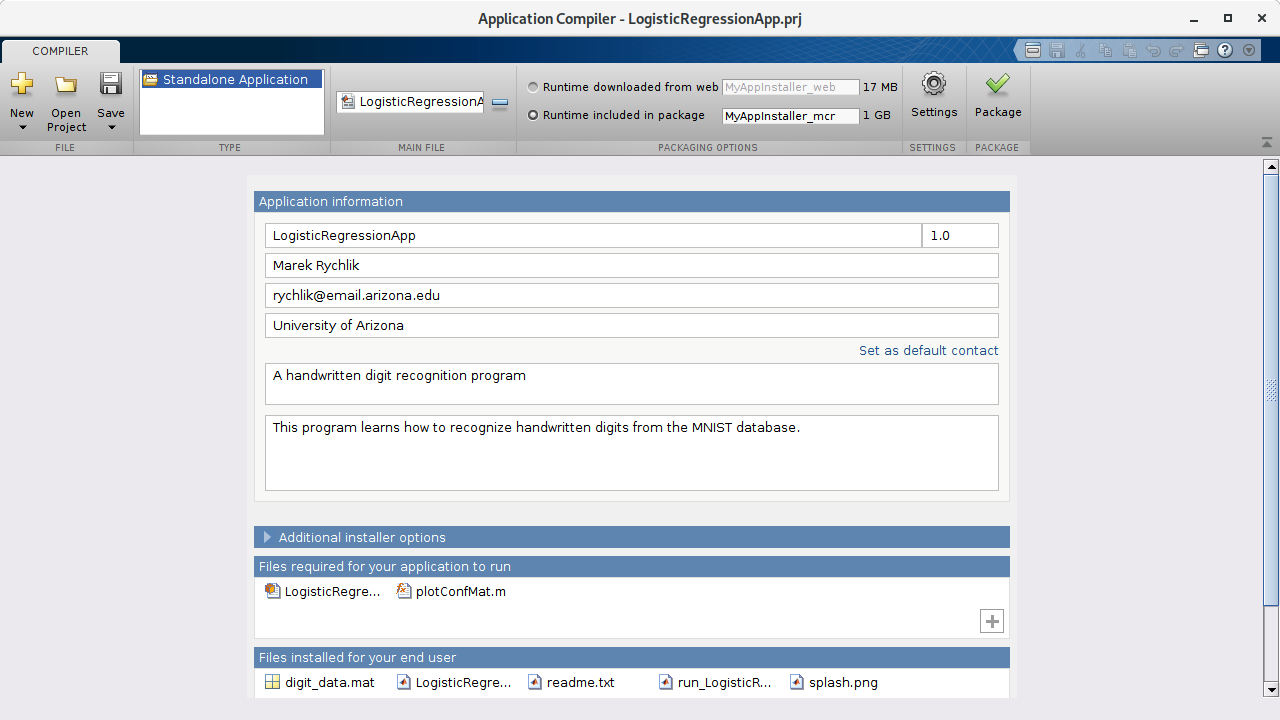 Application Compiler - LogisticRegressionApp.prj
COMPILER
New
Open Project
Save
Standalone Application
LogisticRegressionA
Runtime downloaded from web MyAppInstaller_web 17 MB
Runtime included in package MyAppInstaller_mcr 1 GB
Settings
Package
FILE TYPE MAIN FILE PACKAGING OPTIONS SETTINGS PACKAGE
Application information
LogisticRegressionApp 1.0
Marek Rychlik
rychlik@email.arizona.edu
University of Arizona
Set as default contact
A handwritten digit recognition program
This program learns how to recognize handwritten digits from the MNIST database.
Additional installer options
Files required for your application to run
LogisticRegre... plotConfMat.m
Files installed for your end user
digit_data.mat LogisticRegre... readme.txt run_LogisticR... splash.png